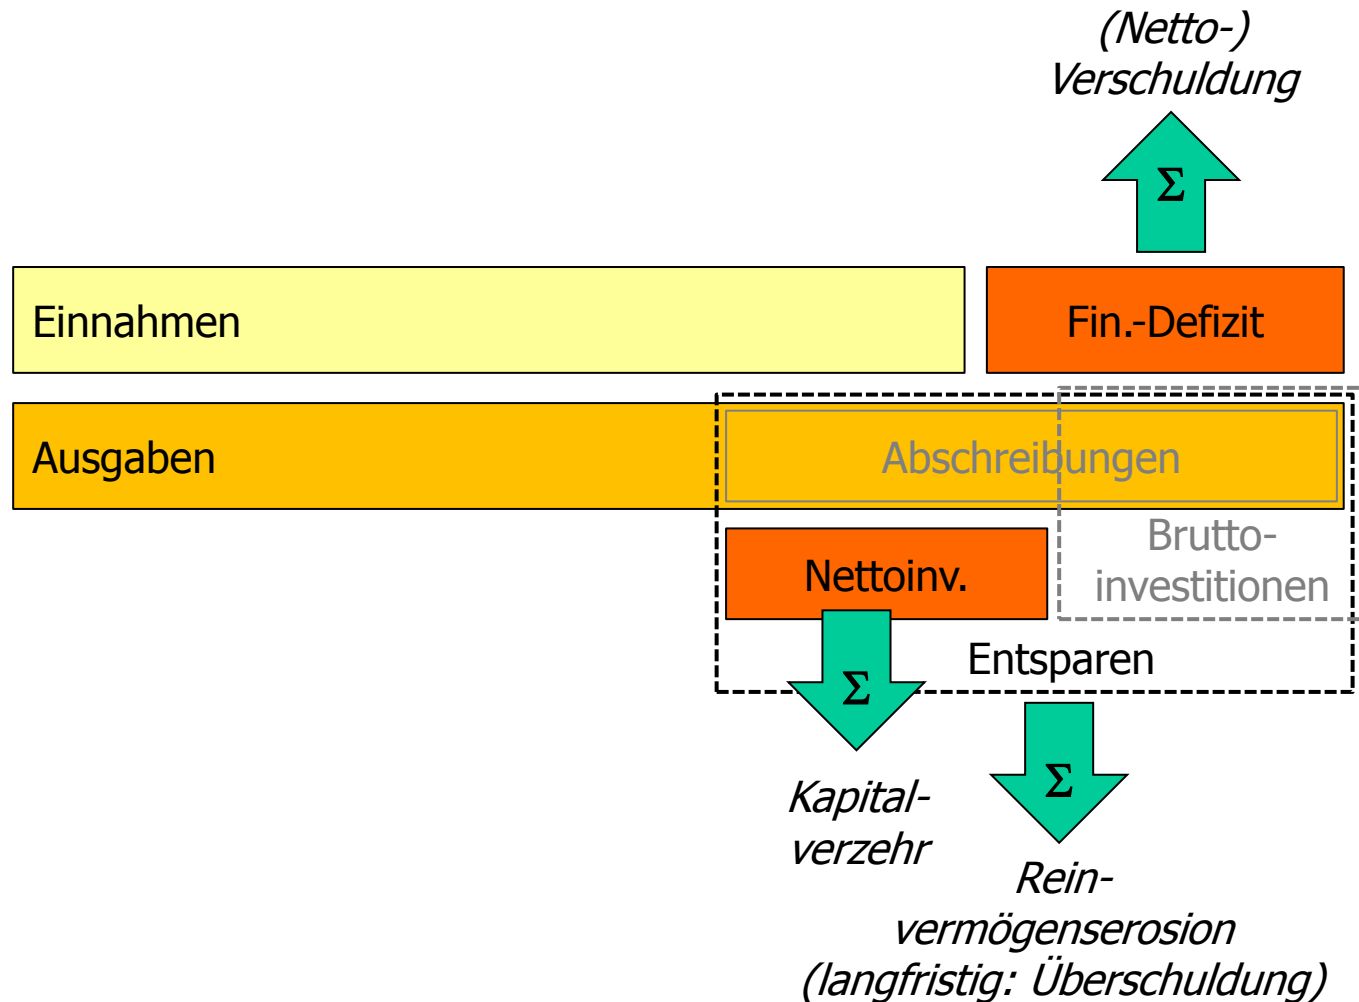 (Netto-)
Verschuldung
Σ
Einnahmen
Fin.-Defizit
Ausgaben
Abschreibungen
Brutto-
investitionen
Nettoinv.
Entsparen
Σ
Σ
Kapital-
verzehr
Rein-
vermögenserosion
(langfristig: Überschuldung)